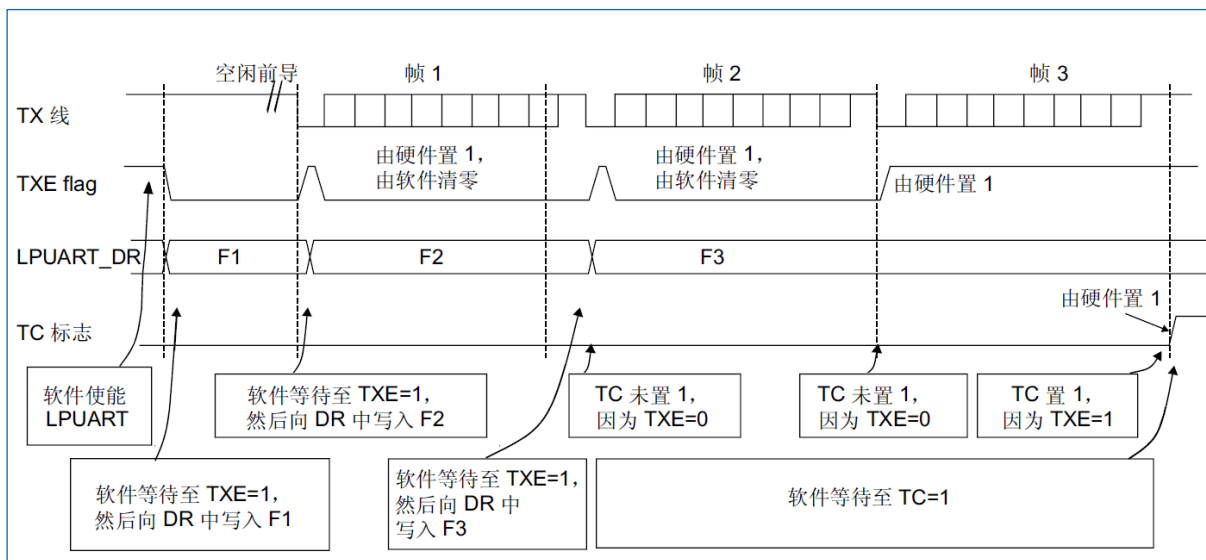 空闲前导
帧 1
帧 2
帧 3
TX 线
由硬件置 1，
由软件清零
由硬件置 1，
由软件清零
TXE flag
由硬件置 1
LPUART_DR
F1
F2
F3
由硬件置 1
TC 标志
软件使能
LPUART
软件等待至 TXE=1，
然后向 DR 中写入 F2
TC 未置 1，
因为 TXE=0
TC 未置 1，
因为 TXE=0
TC 置 1，
因为 TXE=1
软件等待至 TXE=1，
然后向 DR 中写入 F1
软件等待至 TXE=1，
然后向 DR 中
写入 F3
软件等待至 TC=1